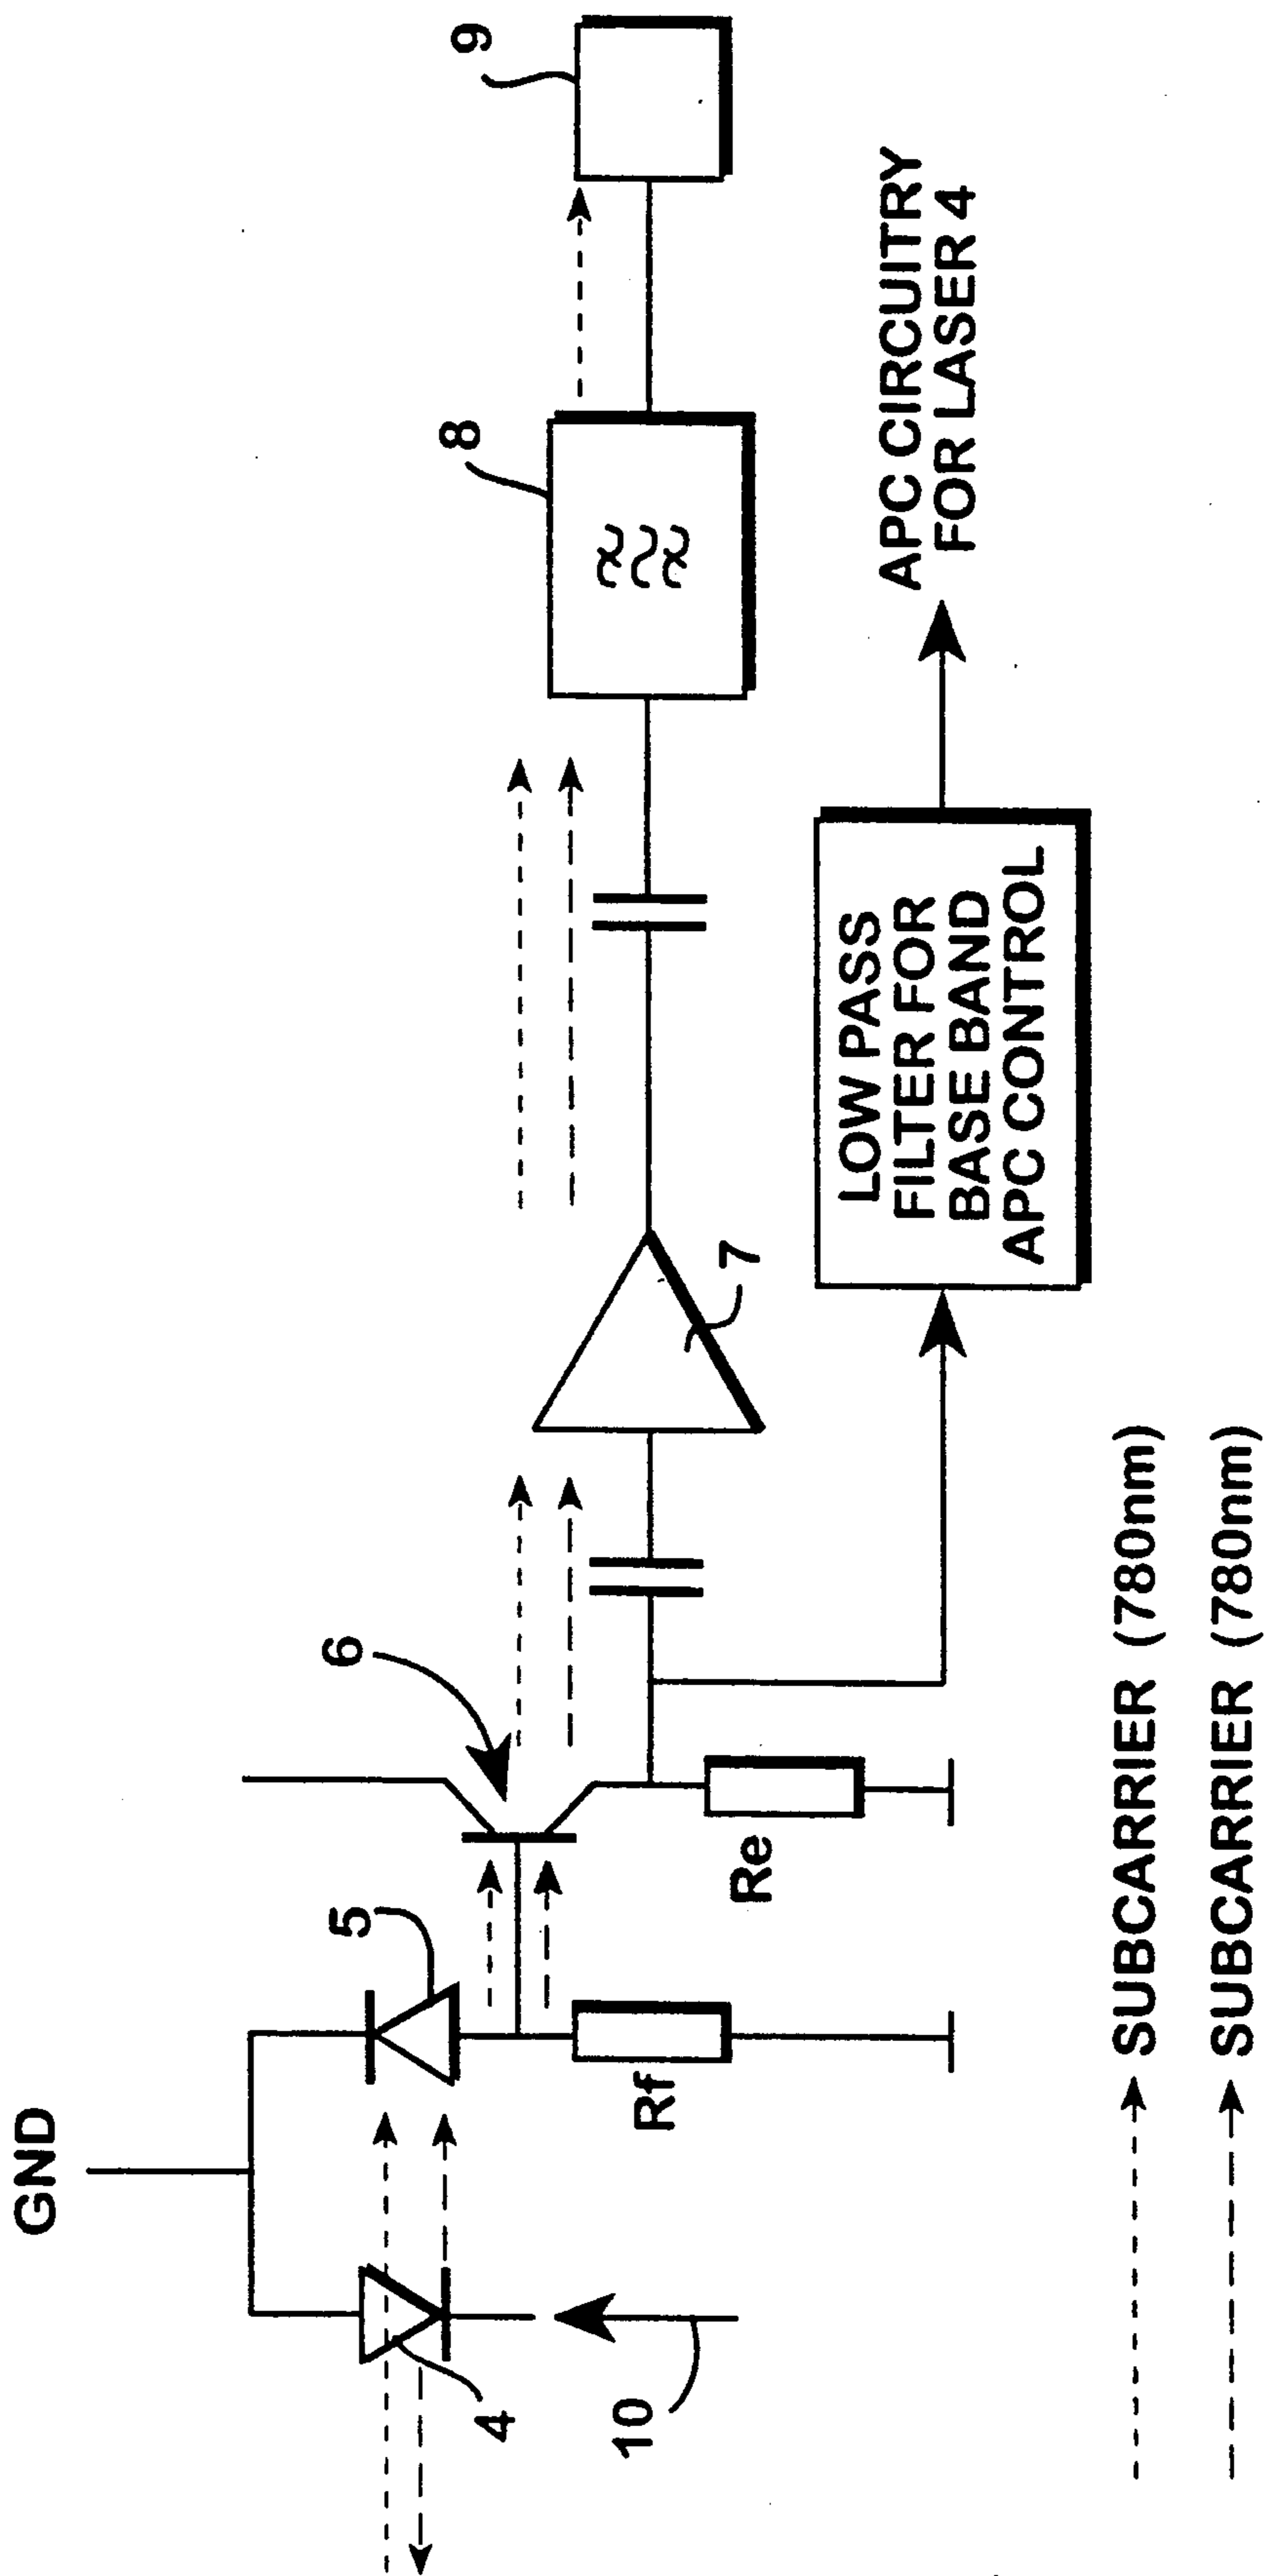 GND
4
10
5
Rf
6
Re
7
8
9
LOW PASS
FILTER FOR
BASE BAND
APC CONTROL
APC CIRCUITRY
FOR LASER 4
SUBCARRIER (780nm)
SUBCARRIER (780nm)